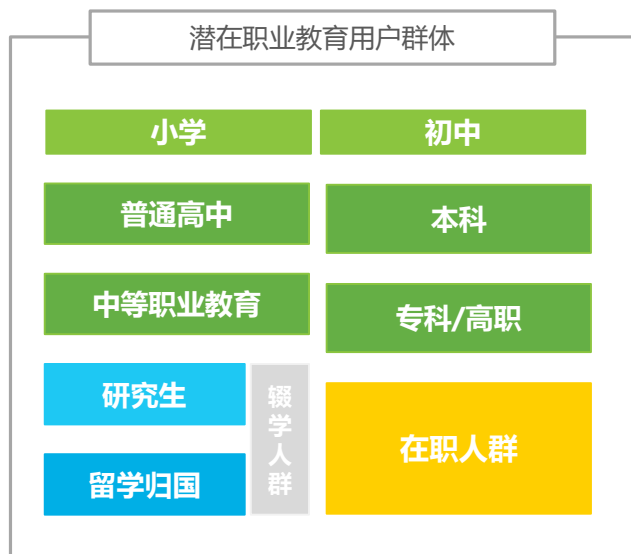 潜在职业教育用户群体
小学
初中
普通高中
本科
中等职业教育
专科/高职
研究生
辍学人群
在职人群
留学归国